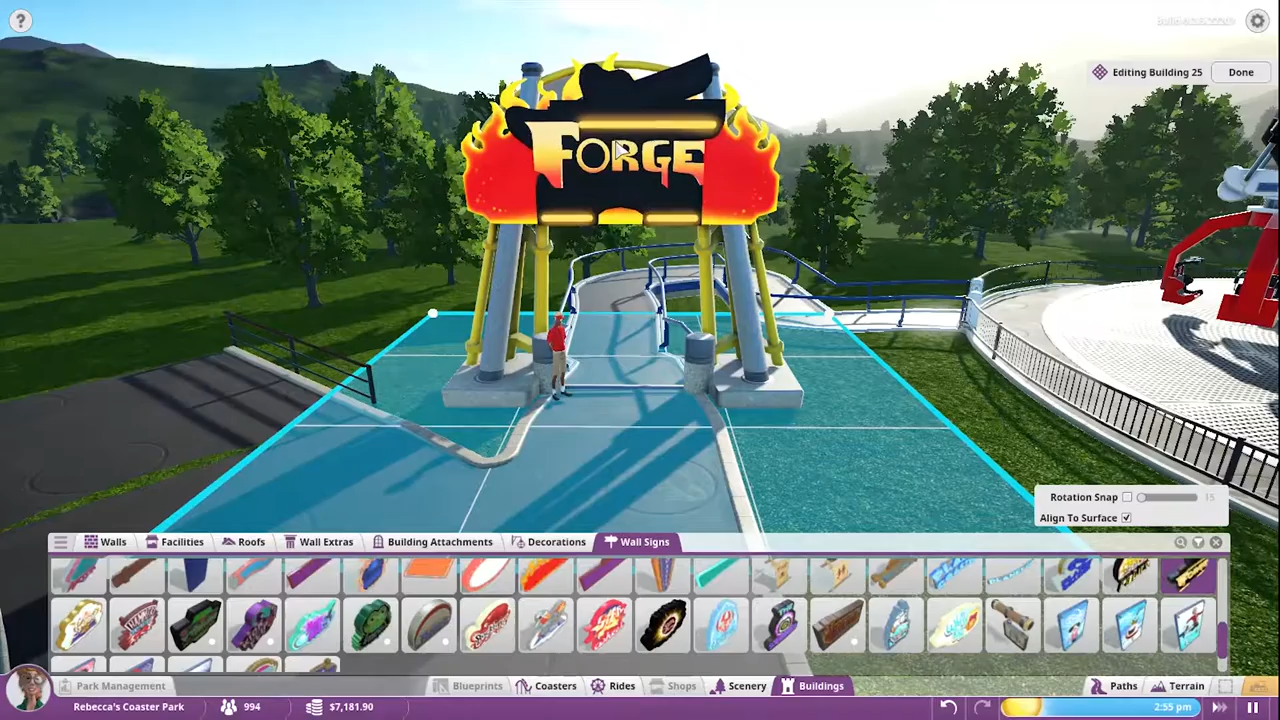 ?
Editing Building 25
Done
FORGE
Rotation Snap
15
Align To Surface
Walls
Facilities
Roofs
Wall Extras
Building Attachments
Decorations
Wall Signs
Park Management
Blueprints
Coasters
Rides
Shops
Scenery
Buildings
Paths
Terrain
Rebecca's Coaster Park
994
$7,181.90
2:55 pm